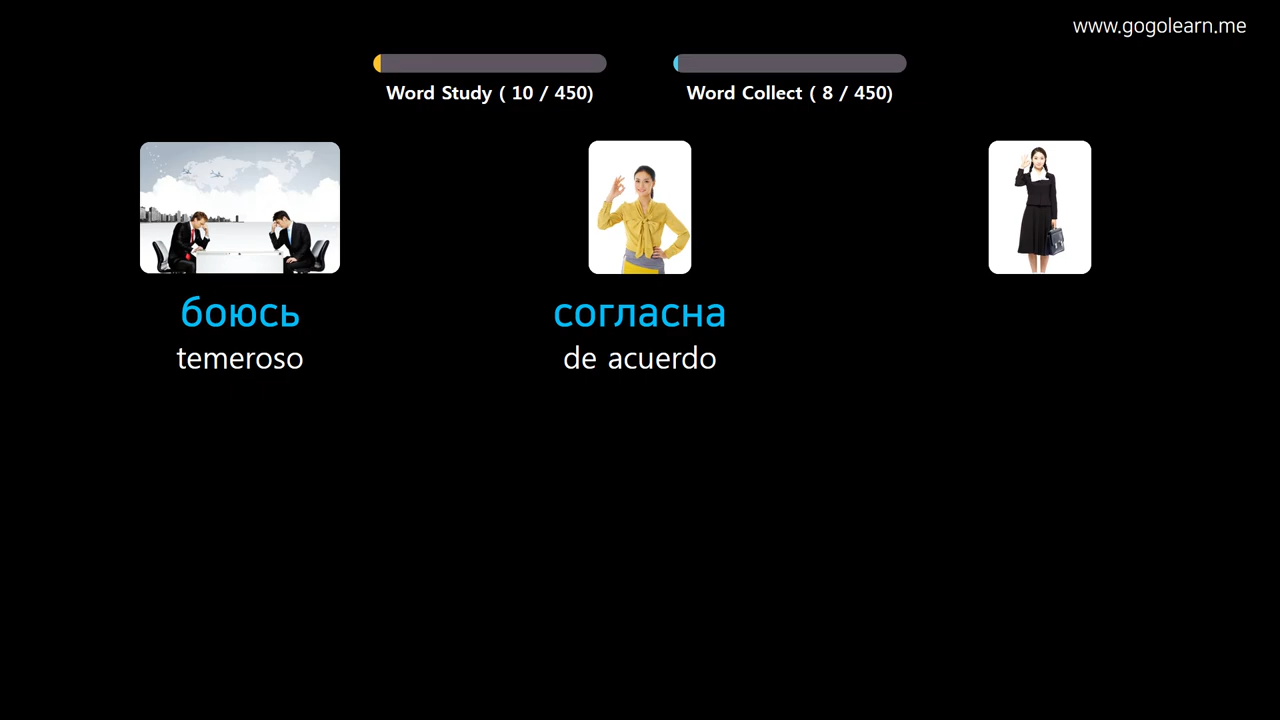 www.gogolearn.me
Word Study ( 10 / 450)
Word Collect ( 8 / 450)
боюсь
temeroso
согласна
de acuerdo